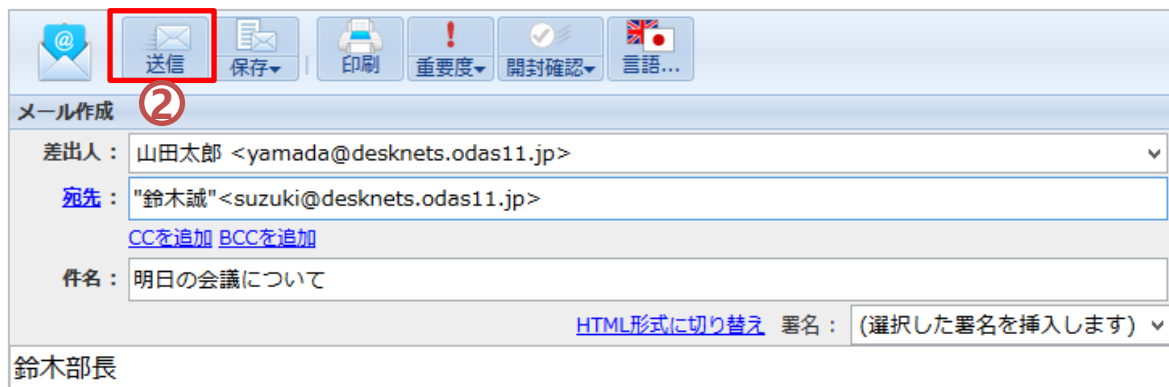 @
送信 保存▼ 印刷 重要度▼ 開封確認▼ 言語...
②
メール作成
差出人： 山田太郎 <yamada@desknets.odas11.jp>
宛先： "鈴木誠"<suzuki@desknets.odas11.jp>
CCを追加 BCCを追加
件名： 明日の会議について
HTML形式に切り替え 署名： (選択した署名を挿入します)
鈴木部長